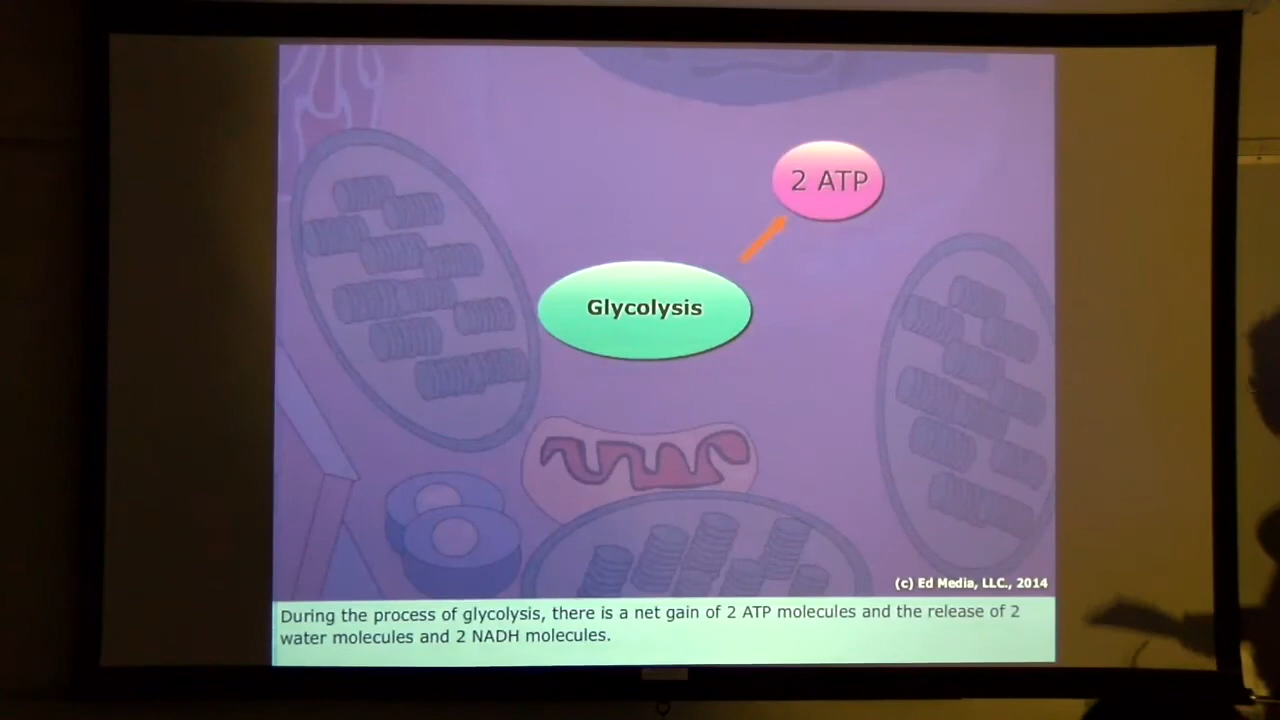 2 ATP
Glycolysis
(c) Ed Media, LLC., 2014
During the process of glycolysis, there is a net gain of 2 ATP molecules and the release of 2
water molecules and 2 NADH molecules.